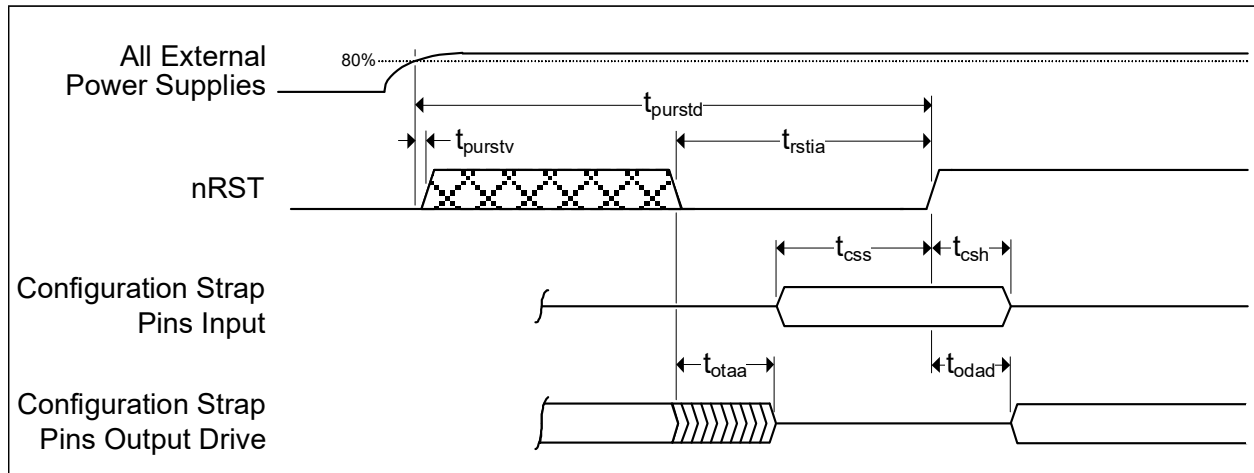 All External
Power Supplies
80%
tpurstd
tpurstv
trstia
nRST
tcss
tcsh
Configuration Strap
Pins Input
totaa
todad
Configuration Strap
Pins Output Drive